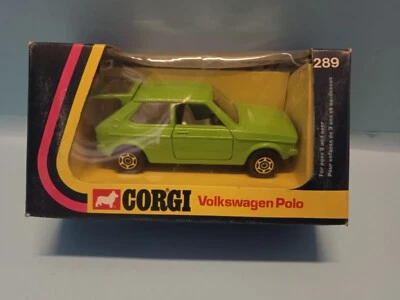 289
For ages 3 and over
Pour enfants de 3 ans et au-dessus
CORGI
Volkswagen Polo